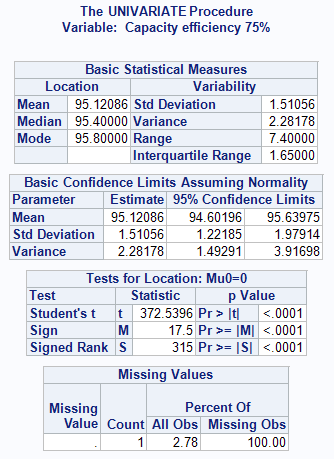 The UNIVARIATE Procedure
Variable: Capacity efficiency 75%
Basic Statistical Measures
Location Variability
Mean 95.12086 Std Deviation 1.51056
Median 95.40000 Variance 2.28178
Mode 95.80000 Range 7.40000
Interquartile Range 1.65000
Basic Confidence Limits Assuming Normality
Parameter Estimate 95% Confidence Limits
Mean 95.12086 94.60196 95.63975
Std Deviation 1.51056 1.22185 1.97914
Variance 2.28178 1.49291 3.91698
Tests for Location: Mu0=0
Test Statistic p Value
Student's t t 372.5396 Pr > |t| <.0001
Sign M 17.5 Pr >= |M| <.0001
Signed Rank S 315 Pr >= |S| <.0001
Missing Values
Missing Value Count Percent Of
All Obs Missing Obs
. 1 2.78 100.00